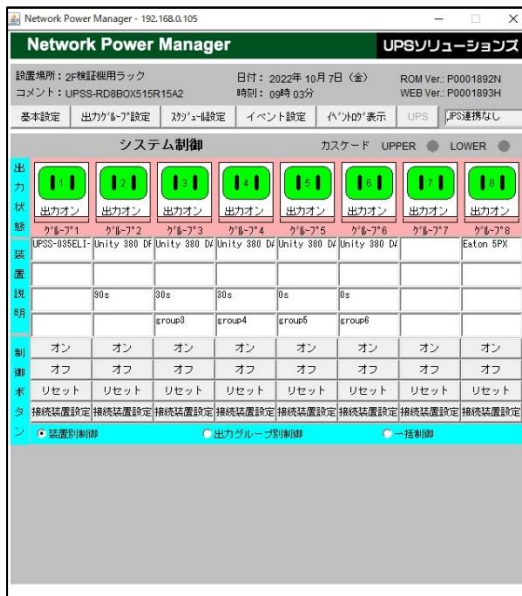 Network Power Manager - 192.168.0.105
Network Power Manager UPSソリューションズ
設置場所：2F検証機用ラック 日付： 2022年 10月 7日 （金） ROM Ver.: P0001892N
コメント：UPSS-RD8BOX515R15A2 時刻： 09時 03分 WEB Ver.: P0001893H
基本設定 出力ｸﾞﾙｰﾌﾟ設定 ｽｹｼﾞｭｰﾙ設定 イベント設定 ｲﾍﾞﾝﾄﾛｸﾞ表示 UPS JPS連携なし
システム制御 カスケード UPPER LOWER
出力状態
1 2 3 4 5 6 7 8
出力オン 出力オン 出力オン 出力オン 出力オン 出力オン 出力オン 出力オン
ｸﾞﾙｰﾌﾟ1 ｸﾞﾙｰﾌﾟ2 ｸﾞﾙｰﾌﾟ3 ｸﾞﾙｰﾌﾟ4 ｸﾞﾙｰﾌﾟ5 ｸﾞﾙｰﾌﾟ6 ｸﾞﾙｰﾌﾟ7 ｸﾞﾙｰﾌﾟ8
装置説明
UPSS-035ELI- Unity 380 DF Unity 380 DA Unity 380 DA Unity 380 DA Unity 380 DA Eaton 5PX
90s 30s 30s 0s 0s
group3 group4 group5 group6
制御ボタン
オン オン オン オン オン オン オン オン
オフ オフ オフ オフ オフ オフ オフ オフ
リセット リセット リセット リセット リセット リセット リセット リセット
接続装置設定 接続装置設定 接続装置設定 接続装置設定 接続装置設定 接続装置設定 接続装置設定 接続装置設定
装置別制御 出力グループ別制御 一括制御